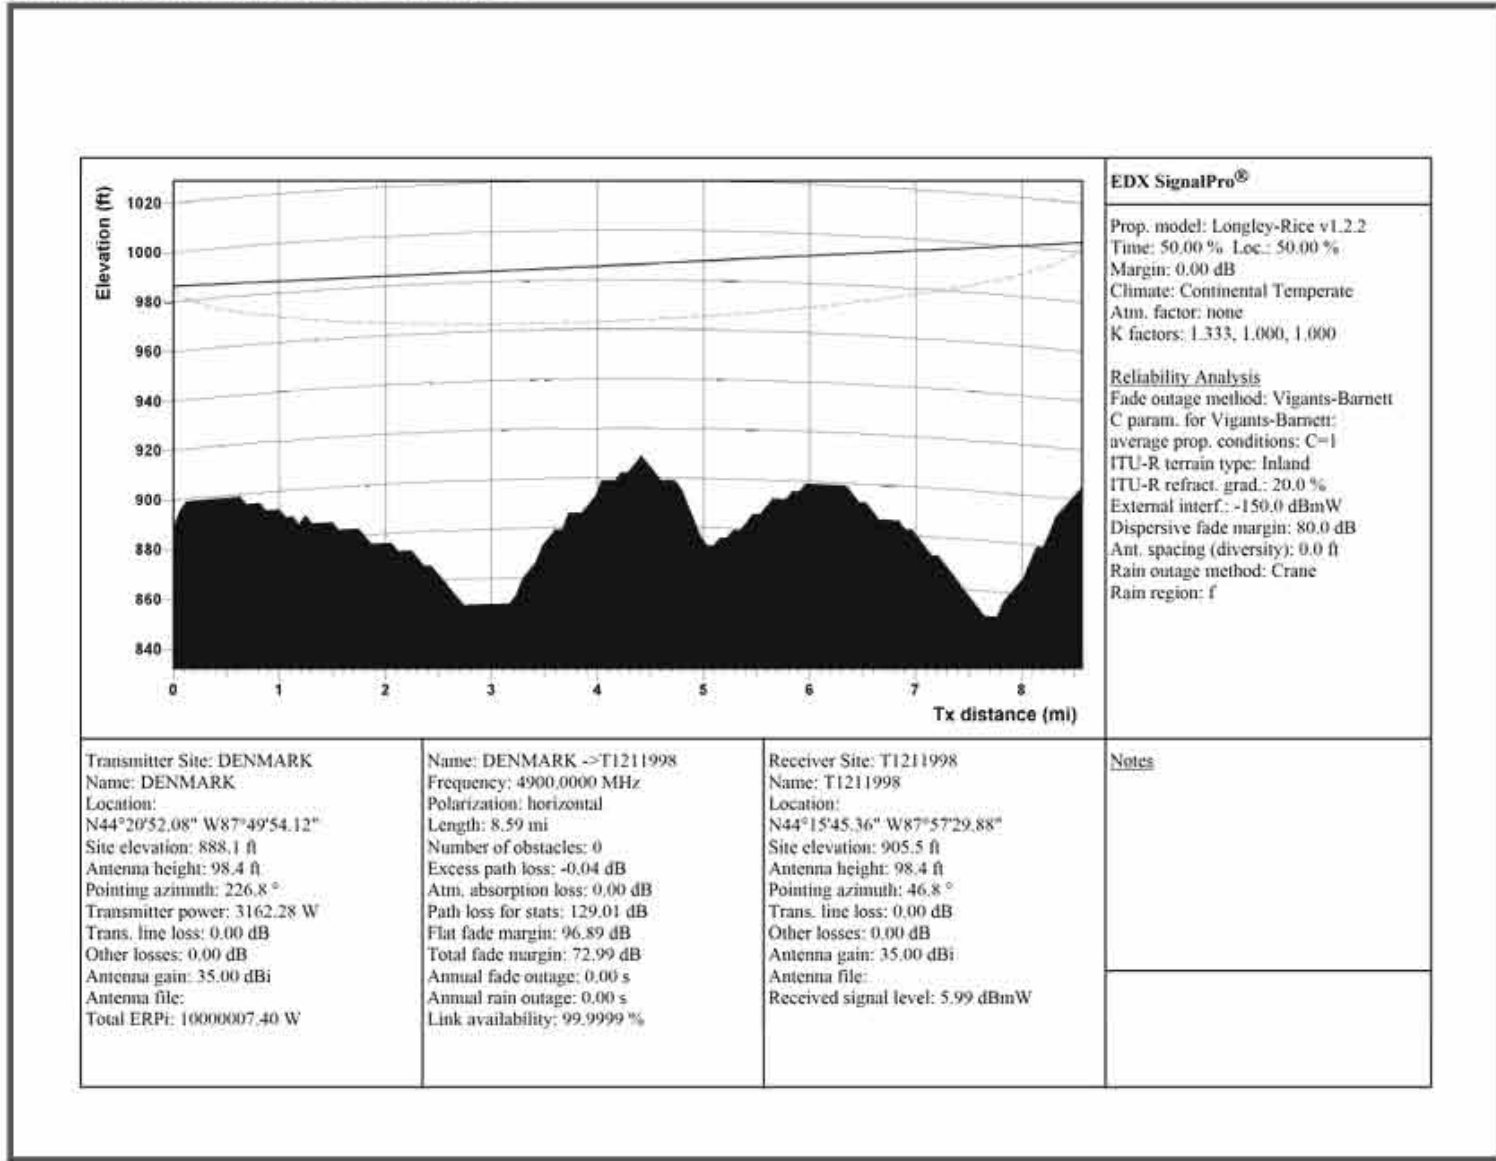 Elevation (ft)
1020
1000
980
960
940
920
900
880
860
840
0 1 2 3 4 5 6 7 8
Tx distance (mi)
EDX SignalPro®
Prop. model: Longley-Rice v1.2.2
Time: 50.00 % Loc.: 50.00 %
Margin: 0.00 dB
Climate: Continental Temperate
Atm. factor: none
K factors: 1.333, 1.000, 1.000
Reliability Analysis
Fade outage method: Vigants-Barnett
C param. for Vigants-Barnett:
average prop. conditions: C=1
ITU-R terrain type: Inland
ITU-R refract. grad.: 20.0 %
External interf.: -150.0 dBmW
Dispersive fade margin: 80.0 dB
Ant. spacing (diversity): 0.0 ft
Rain outage method: Crane
Rain region: f
Transmitter Site: DENMARK
Name: DENMARK
Location:
N44°20'52.08" W87°49'54.12"
Site elevation: 888.1 ft
Antenna height: 98.4 ft
Pointing azimuth: 226.8 °
Transmitter power: 3162.28 W
Trans. line loss: 0.00 dB
Other losses: 0.00 dB
Antenna gain: 35.00 dBi
Antenna file:
Total ERPi: 10000007.40 W
Name: DENMARK ->T1211998
Frequency: 4900.0000 MHz
Polarization: horizontal
Length: 8.59 mi
Number of obstacles: 0
Excess path loss: -0.04 dB
Atm. absorption loss: 0.00 dB
Path loss for stats: 129.01 dB
Flat fade margin: 96.89 dB
Total fade margin: 72.99 dB
Annual fade outage: 0.00 s
Annual rain outage: 0.00 s
Link availability: 99.9999 %
Receiver Site: T1211998
Name: T1211998
Location:
N44°15'45.36" W87°57'29.88"
Site elevation: 905.5 ft
Antenna height: 98.4 ft
Pointing azimuth: 46.8 °
Trans. line loss: 0.00 dB
Other losses: 0.00 dB
Antenna gain: 35.00 dBi
Antenna file:
Received signal level: 5.99 dBmW
Notes